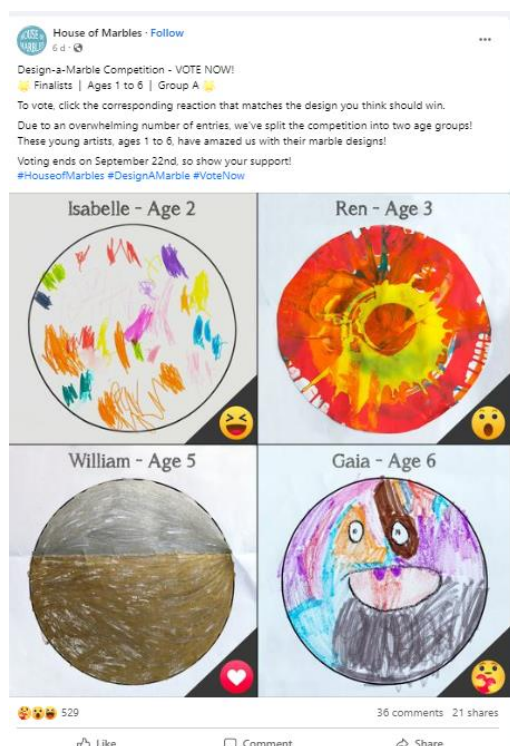 House of Marbles · Follow
6 d ·
Design-a-Marble Competition - VOTE NOW!
Finalists | Ages 1 to 6 | Group A
To vote, click the corresponding reaction that matches the design you think should win.
Due to an overwhelming number of entries, we've split the competition into two age groups!
These young artists, ages 1 to 6, have amazed us with their marble designs!
Voting ends on September 22nd, so show your support!
#HouseofMarbles #DesignAMarble #VoteNow
Isabelle - Age 2
Ren - Age 3
William - Age 5
Gaia - Age 6
529
36 comments 21 shares
Like Comment Share